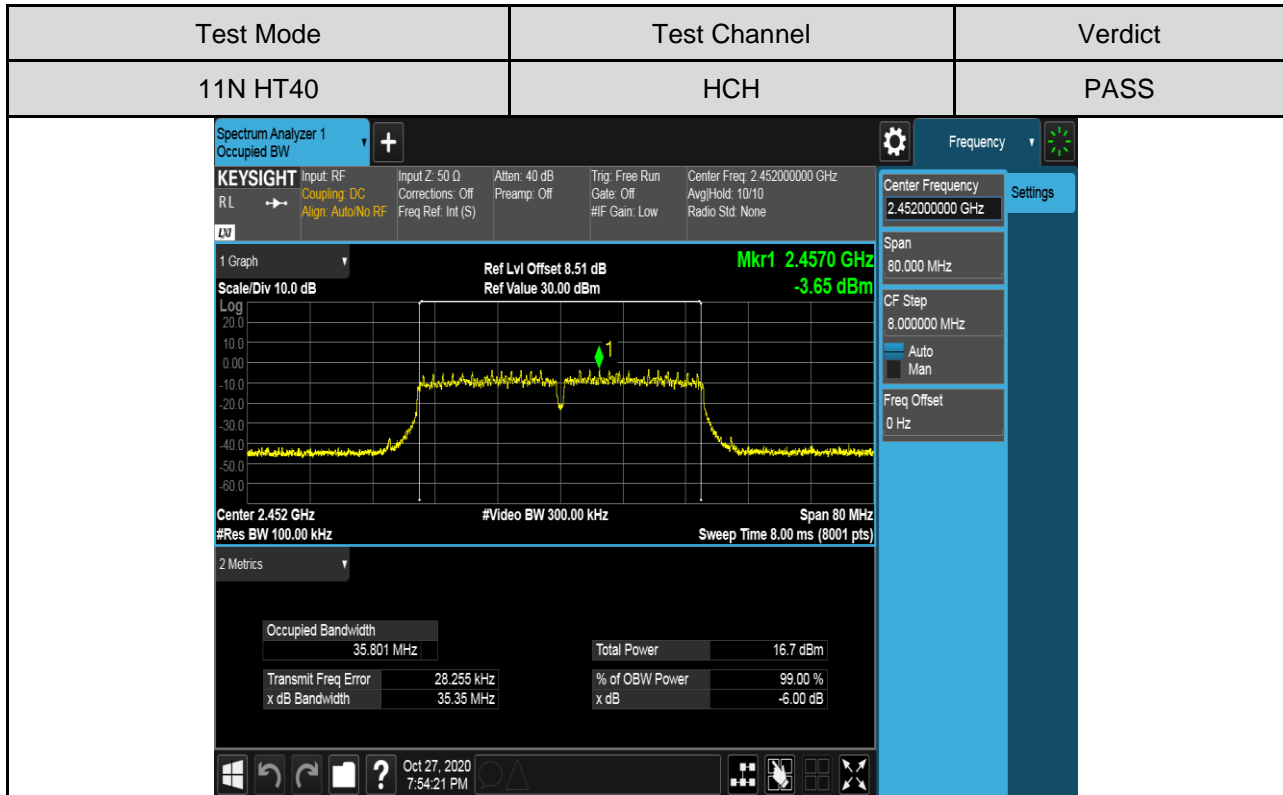 Test Mode Test Channel Verdict
11N HT40 HCH PASS
Spectrum Analyzer 1
Occupied BW
+
Frequency
KEYSIGHT
RL
LXI
Input: RF
Coupling: DC
Align: Auto/No RF
Input Z: 50 Ω
Corrections: Off
Freq Ref: Int (S)
Atten: 40 dB
Preamp: Off
Trig: Free Run
Gate: Off
#IF Gain: Low
Center Freq: 2.452000000 GHz
Avg|Hold: 10/10
Radio Std: None
Center Frequency
2.452000000 GHz
Settings
Span
80.000 MHz
CF Step
8.000000 MHz
Auto
Man
Freq Offset
0 Hz
1 Graph
Scale/Div 10.0 dB
Ref Lvl Offset 8.51 dB
Ref Value 30.00 dBm
Mkr1 2.4570 GHz
-3.65 dBm
Log
20.0
10.0
0.00
-10.0
-20.0
-30.0
-40.0
-50.0
-60.0
1
Center 2.452 GHz #Video BW 300.00 kHz Span 80 MHz
#Res BW 100.00 kHz Sweep Time 8.00 ms (8001 pts)
2 Metrics
Occupied Bandwidth
35.801 MHz
Total Power 16.7 dBm
Transmit Freq Error 28.255 kHz % of OBW Power 99.00 %
x dB Bandwidth 35.35 MHz x dB -6.00 dB
?
Oct 27, 2020
7:54:21 PM